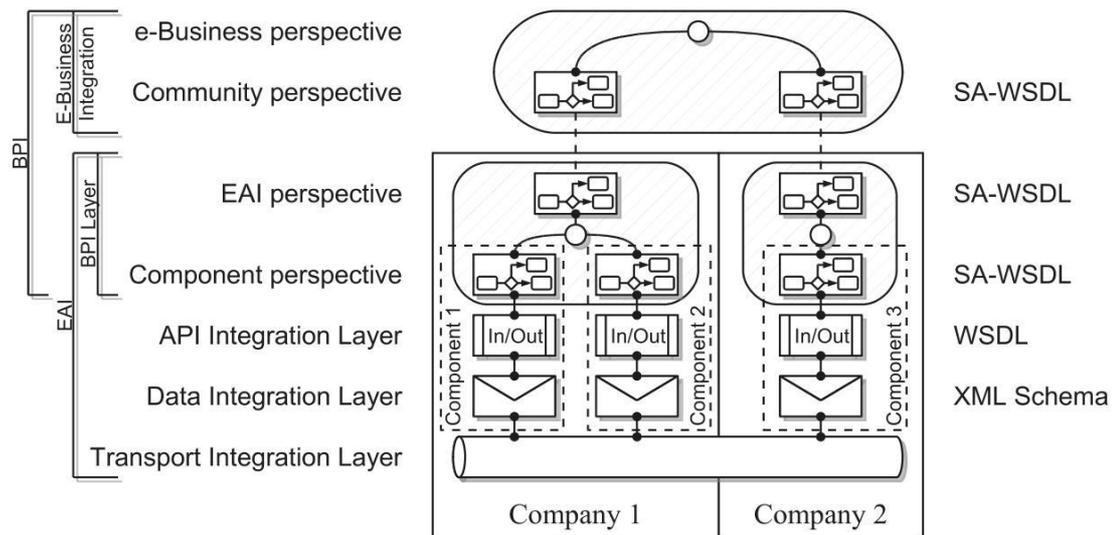 e-Business perspective
Community perspective
SA-WSDL
E-Business
Integration
BPI
EAI perspective
SA-WSDL
BPI Layer
Component perspective
SA-WSDL
EAI
API Integration Layer
In/Out
In/Out
In/Out
WSDL
Component 1
Component 2
Component 3
Data Integration Layer
XML Schema
Transport Integration Layer
Company 1
Company 2